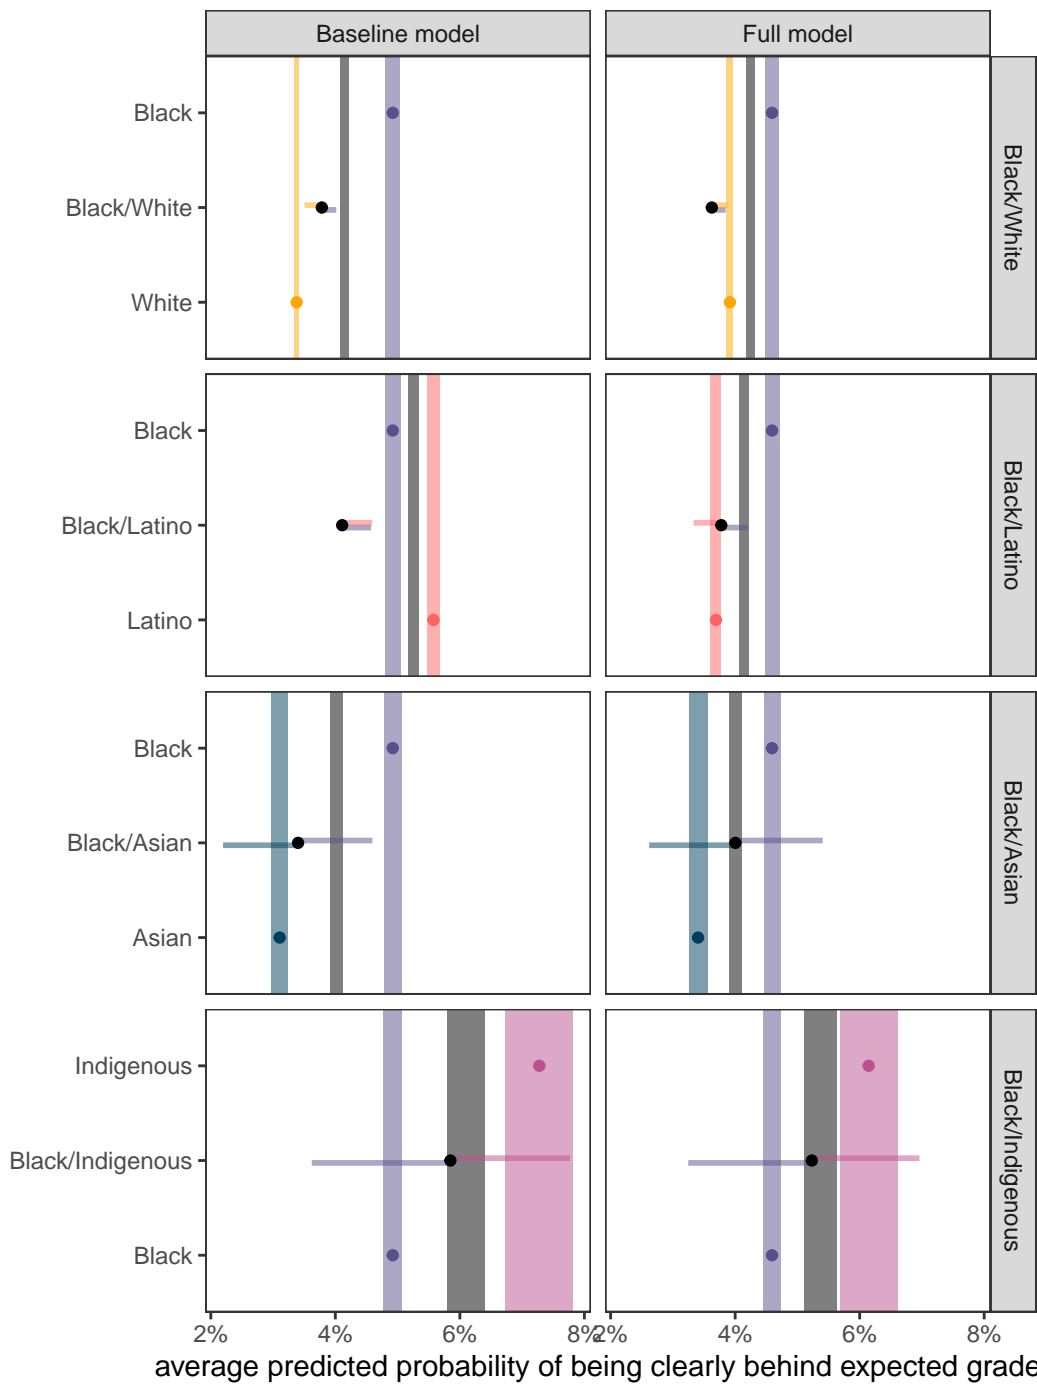 Baseline model
Full model
Black
Black/White
White
Black/White
Black
Black/Latino
Latino
Black/Latino
Black
Black/Asian
Asian
Black/Asian
Indigenous
Black/Indigenous
Black
Black/Indigenous
2% 4% 6% 8% 2% 4% 6% 8%
average predicted probability of being clearly behind expected grade